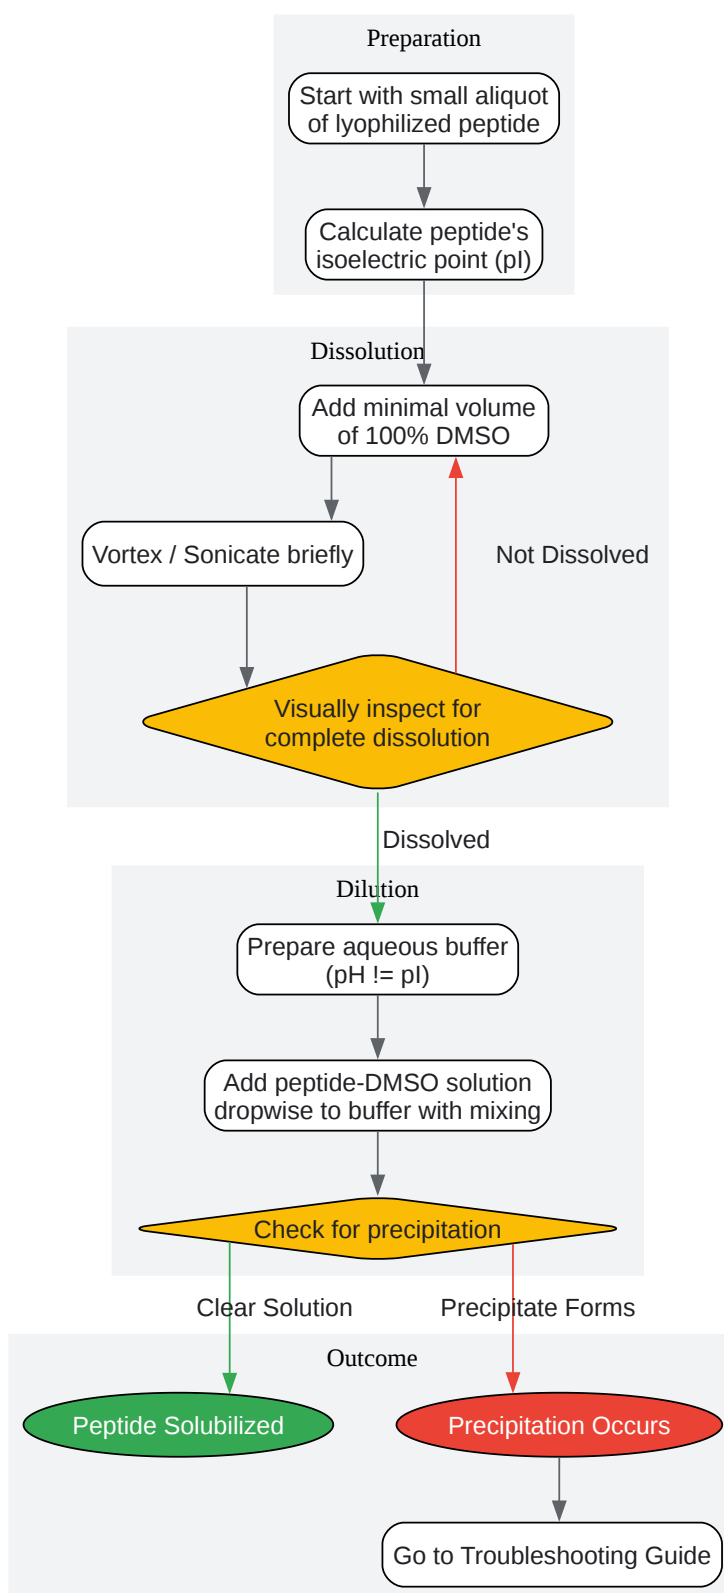 Preparation
Start with small aliquot
of lyophilized peptide
Calculate peptide's
isoelectric point (pI)
Dissolution
Add minimal volume
of 100% DMSO
Vortex / Sonicate briefly
Not Dissolved
Visually inspect for
complete dissolution
Dissolved
Dilution
Prepare aqueous buffer
(pH != pI)
Add peptide-DMSO solution
dropwise to buffer with mixing
Check for precipitation
Clear Solution
Precipitate Forms
Outcome
Peptide Solubilized
Precipitation Occurs
Go to Troubleshooting Guide